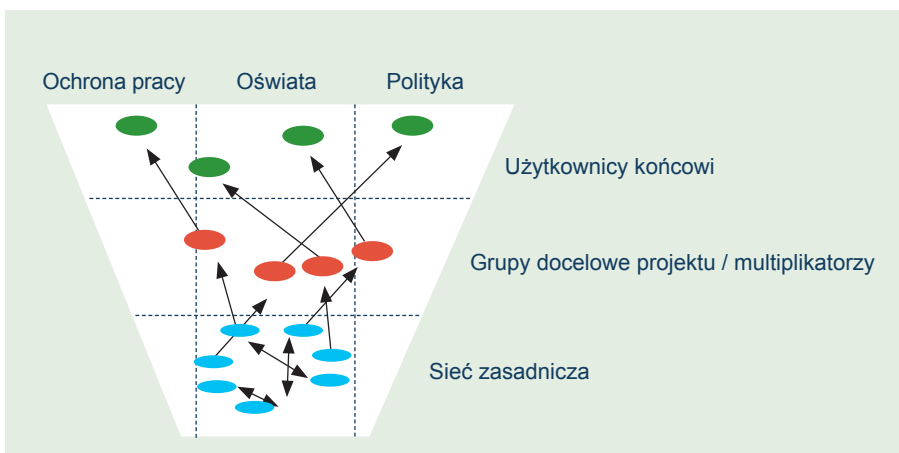 Ochrona pracy Oświata Polityka
Użytkownicy końcowi
Grupy docelowe projektu / multiplikatorzy
Sieć zasadnicza